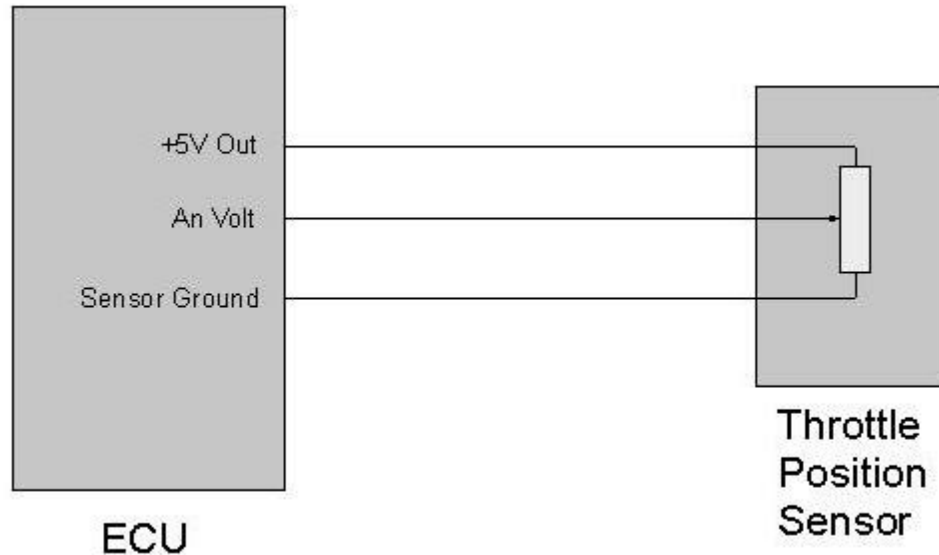 +5V Out
An Volt
Sensor Ground
Throttle
Position
Sensor
ECU